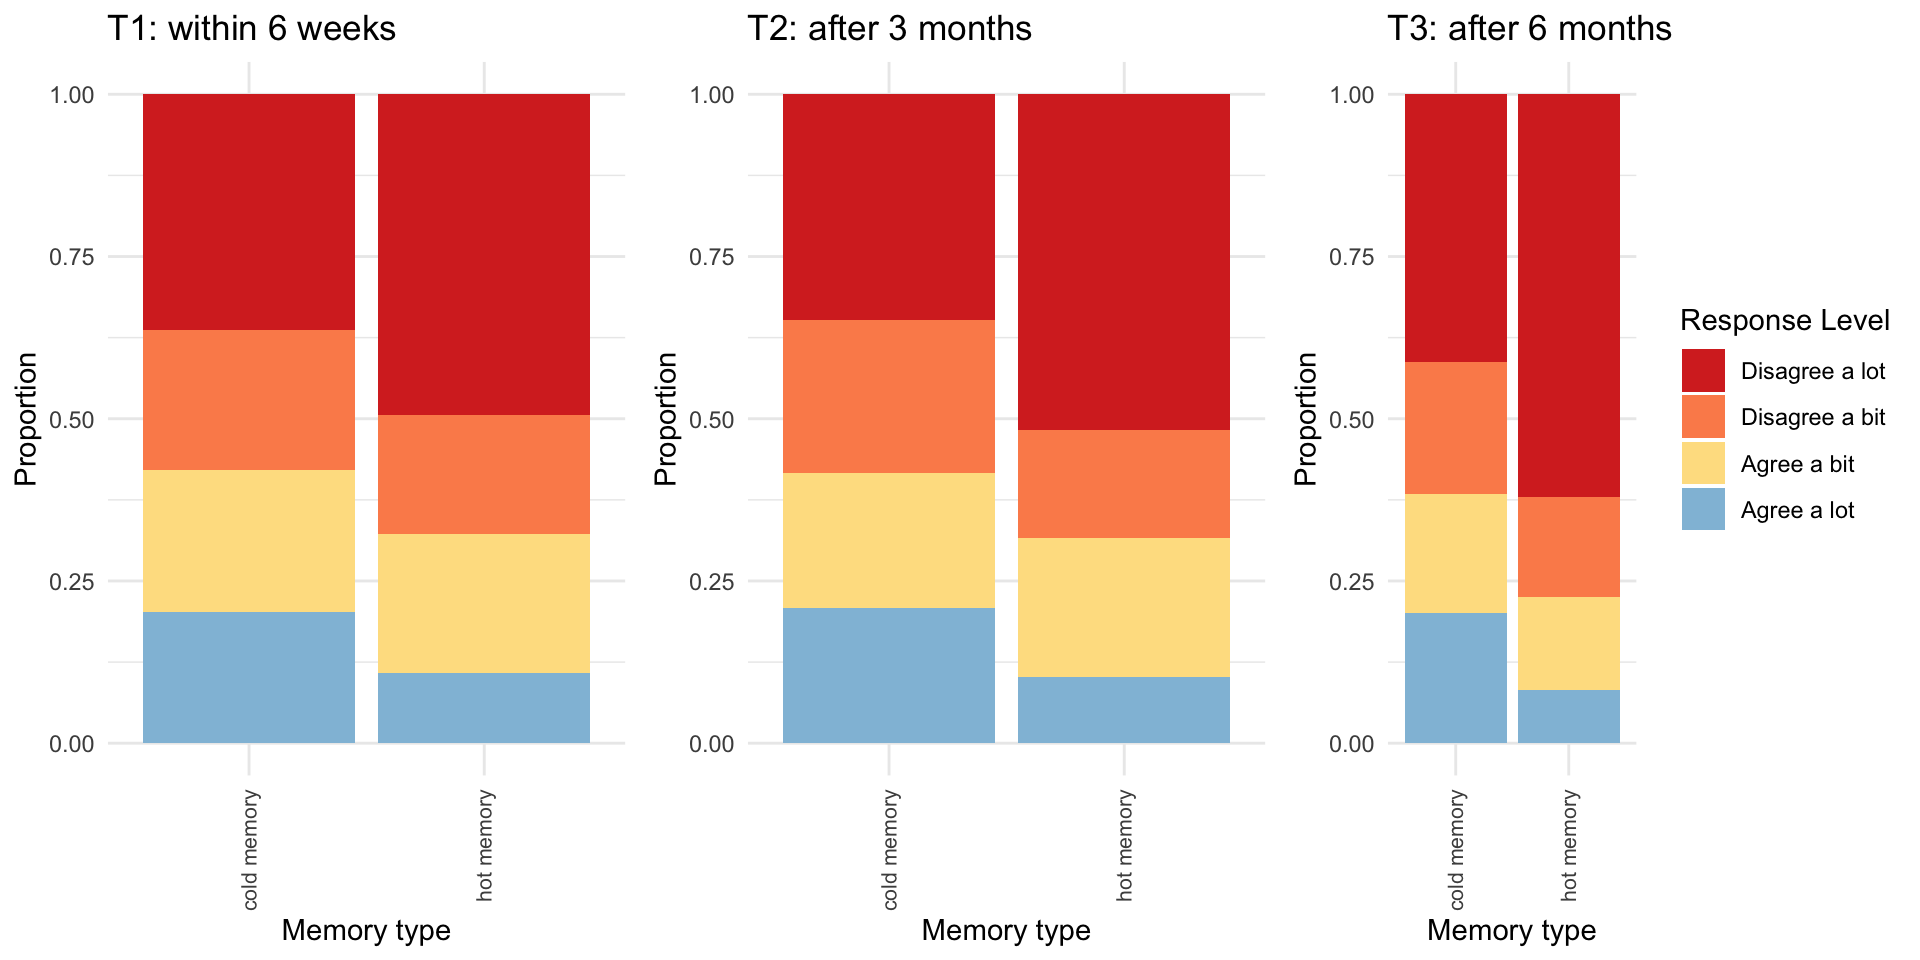 T1: within 6 weeks
T2: after 3 months
T3: after 6 months
1.00
0.75
0.50
0.25
0.00
Proportion
cold memory
hot memory
Memory type
1.00
0.75
0.50
0.25
0.00
Proportion
cold memory
hot memory
Memory type
1.00
0.75
0.50
0.25
0.00
Proportion
cold memory
hot memory
Memory type
Response Level
Disagree a lot
Disagree a bit
Agree a bit
Agree a lot